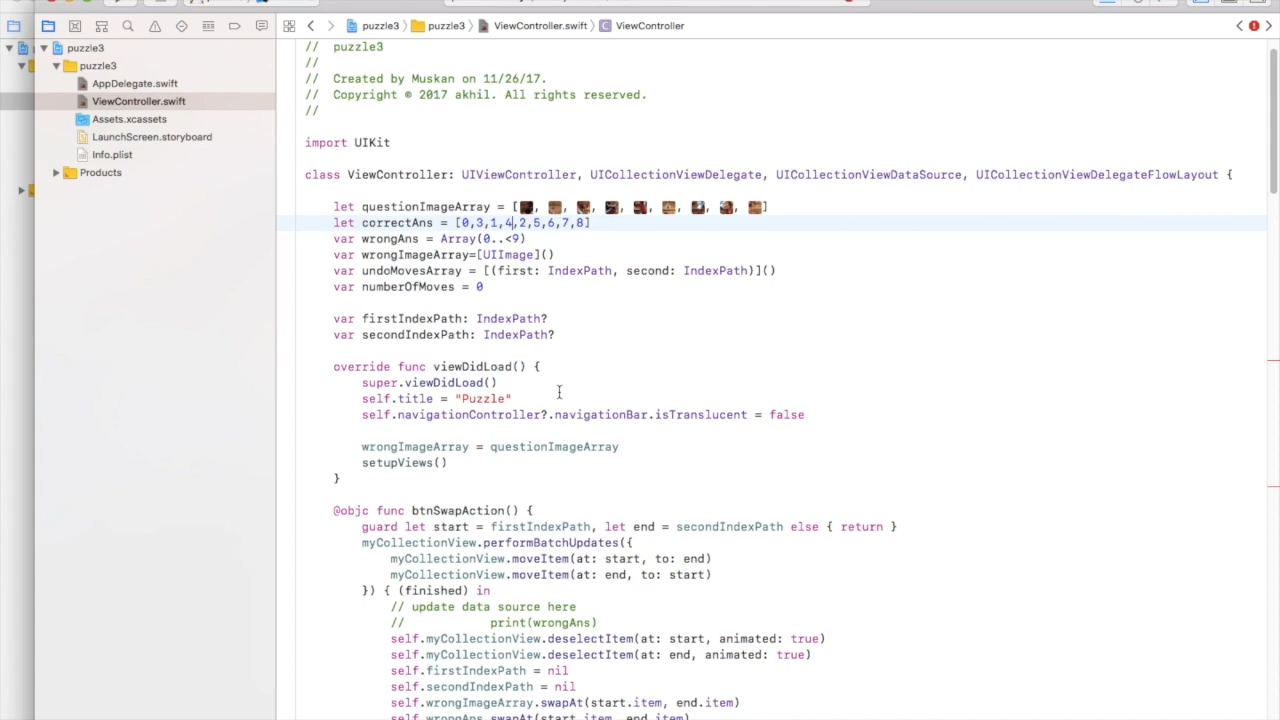 puzzle3 puzzle3 ViewController.swift ViewController
puzzle3
puzzle3
AppDelegate.swift
ViewController.swift
Assets.xcassets
LaunchScreen.storyboard
Info.plist
Products
// puzzle3
//
// Created by Muskan on 11/26/17.
// Copyright © 2017 akhil. All rights reserved.
//
import UIKit
class ViewController: UIViewController, UICollectionViewDelegate, UICollectionViewDataSource, UICollectionViewDelegateFlowLayout {
let questionImageArray = [, , , , , , , , ]
let correctAns = [0,3,1,4,2,5,6,7,8]
var wrongAns = Array(0..<9)
var wrongImageArray=[UIImage]()
var undoMovesArray = [(first: IndexPath, second: IndexPath)]()
var numberOfMoves = 0
var firstIndexPath: IndexPath?
var secondIndexPath: IndexPath?
override func viewDidLoad() {
super.viewDidLoad()
self.title = "Puzzle"
self.navigationController?.navigationBar.isTranslucent = false
wrongImageArray = questionImageArray
setupViews()
}
@objc func btnSwapAction() {
guard let start = firstIndexPath, let end = secondIndexPath else { return }
myCollectionView.performBatchUpdates({
myCollectionView.moveItem(at: start, to: end)
myCollectionView.moveItem(at: end, to: start)
}) { (finished) in
// update data source here
// print(wrongAns)
self.myCollectionView.deselectItem(at: start, animated: true)
self.myCollectionView.deselectItem(at: end, animated: true)
self.firstIndexPath = nil
self.secondIndexPath = nil
self.wrongImageArray.swapAt(start.item, end.item)
self.wrongAns.swapAt(start.item, end.item)